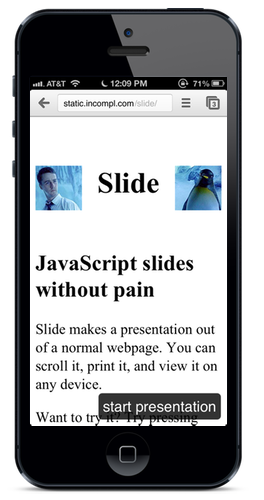 AT&T 12:09 PM 71%
static.incompl.com/slide/
3
Slide
JavaScript slides
without pain
Slide makes a presentation out
of a normal webpage. You can
scroll it, print it, and view it on
any device.
start presentation
Want to try it? Try pressing